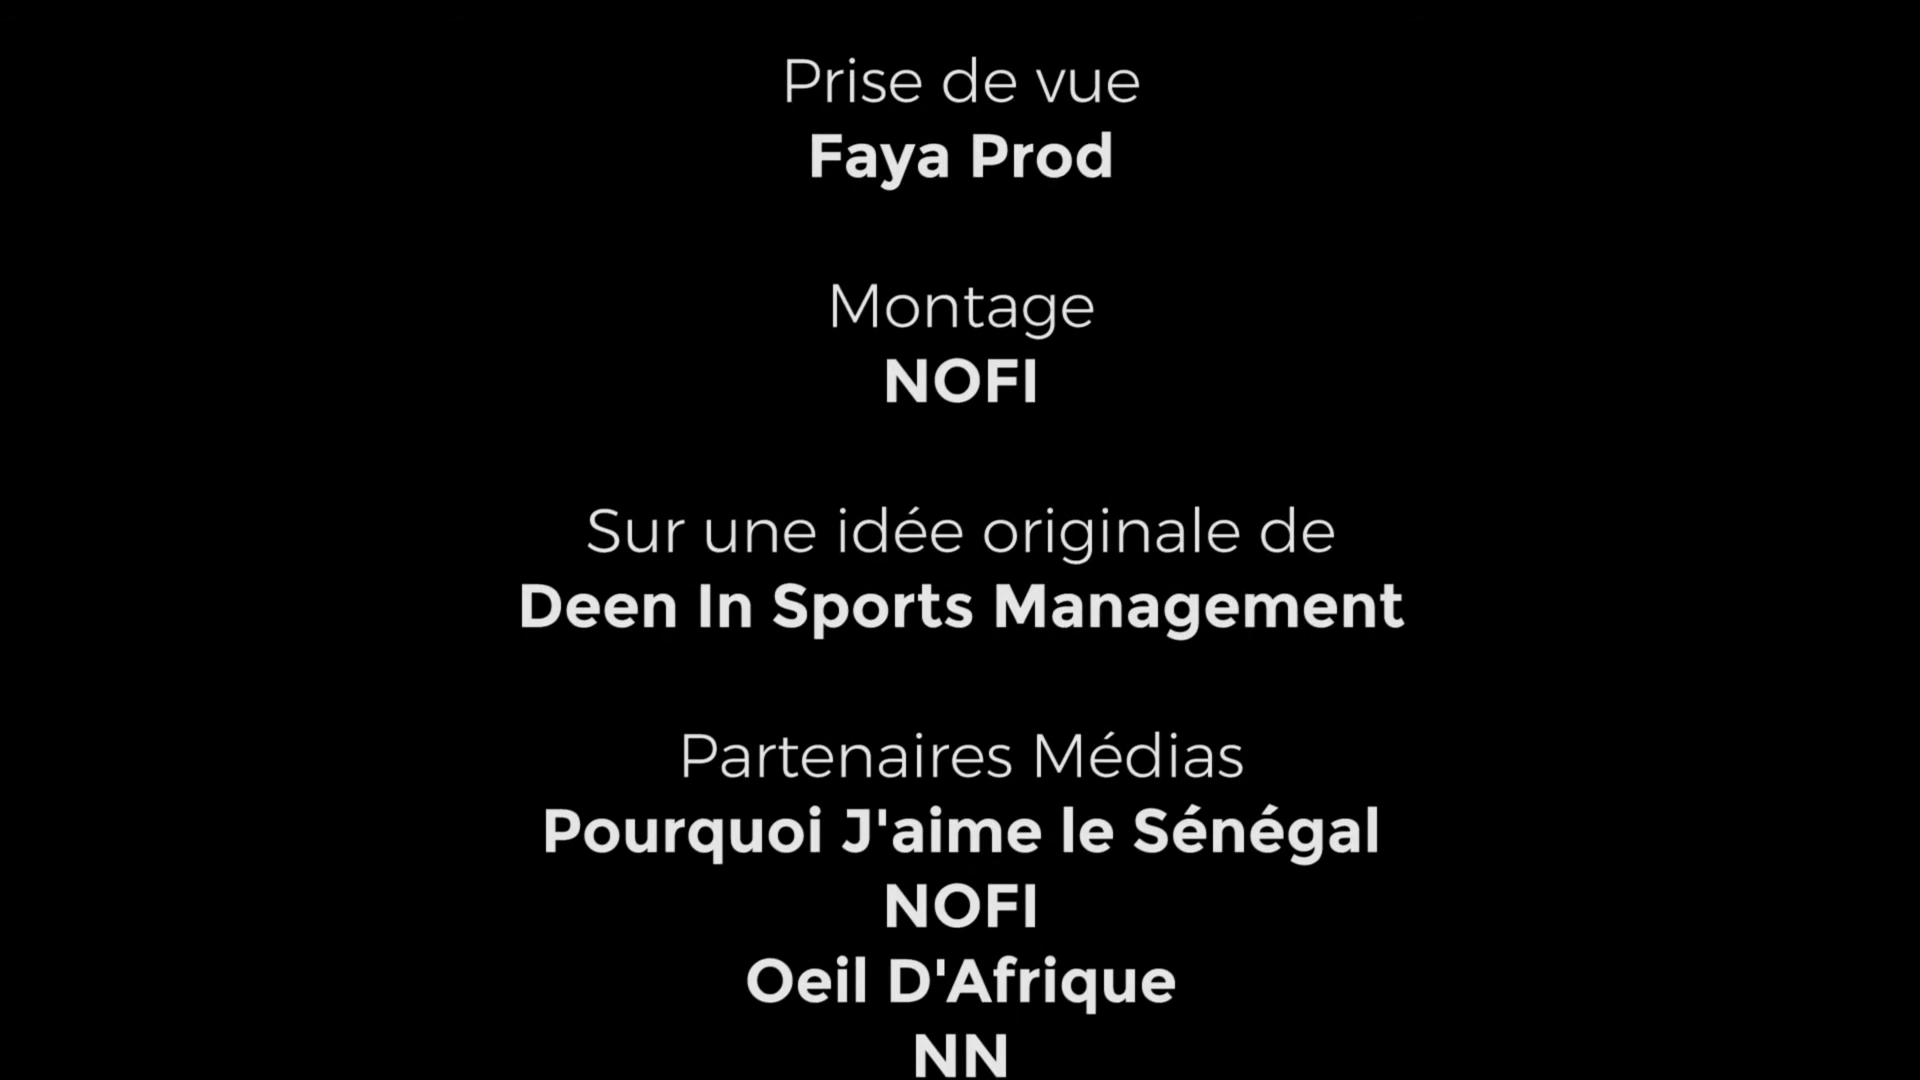 Prise de vue
Faya Prod
Montage
NOFI
Sur une idée originale de
Deen In Sports Management
Partenaires Médias
Pourquoi J'aime le Sénégal
NOFI
Oeil D'Afrique
NN